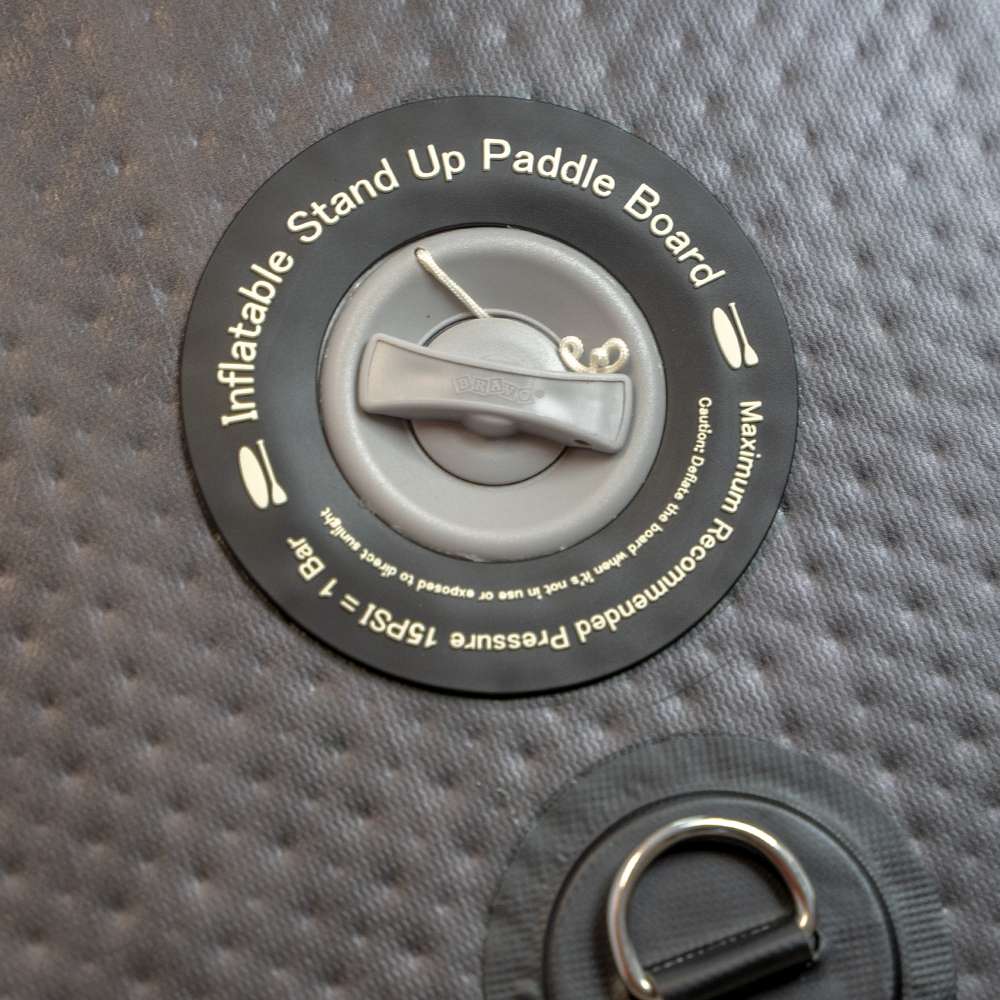 Inflatable Stand Up Paddle Board
Maximum Recommended Pressure 15PSI = 1 Bar
Caution: Deflate the board when it's not in use or exposed to direct sunlight
BRAVO